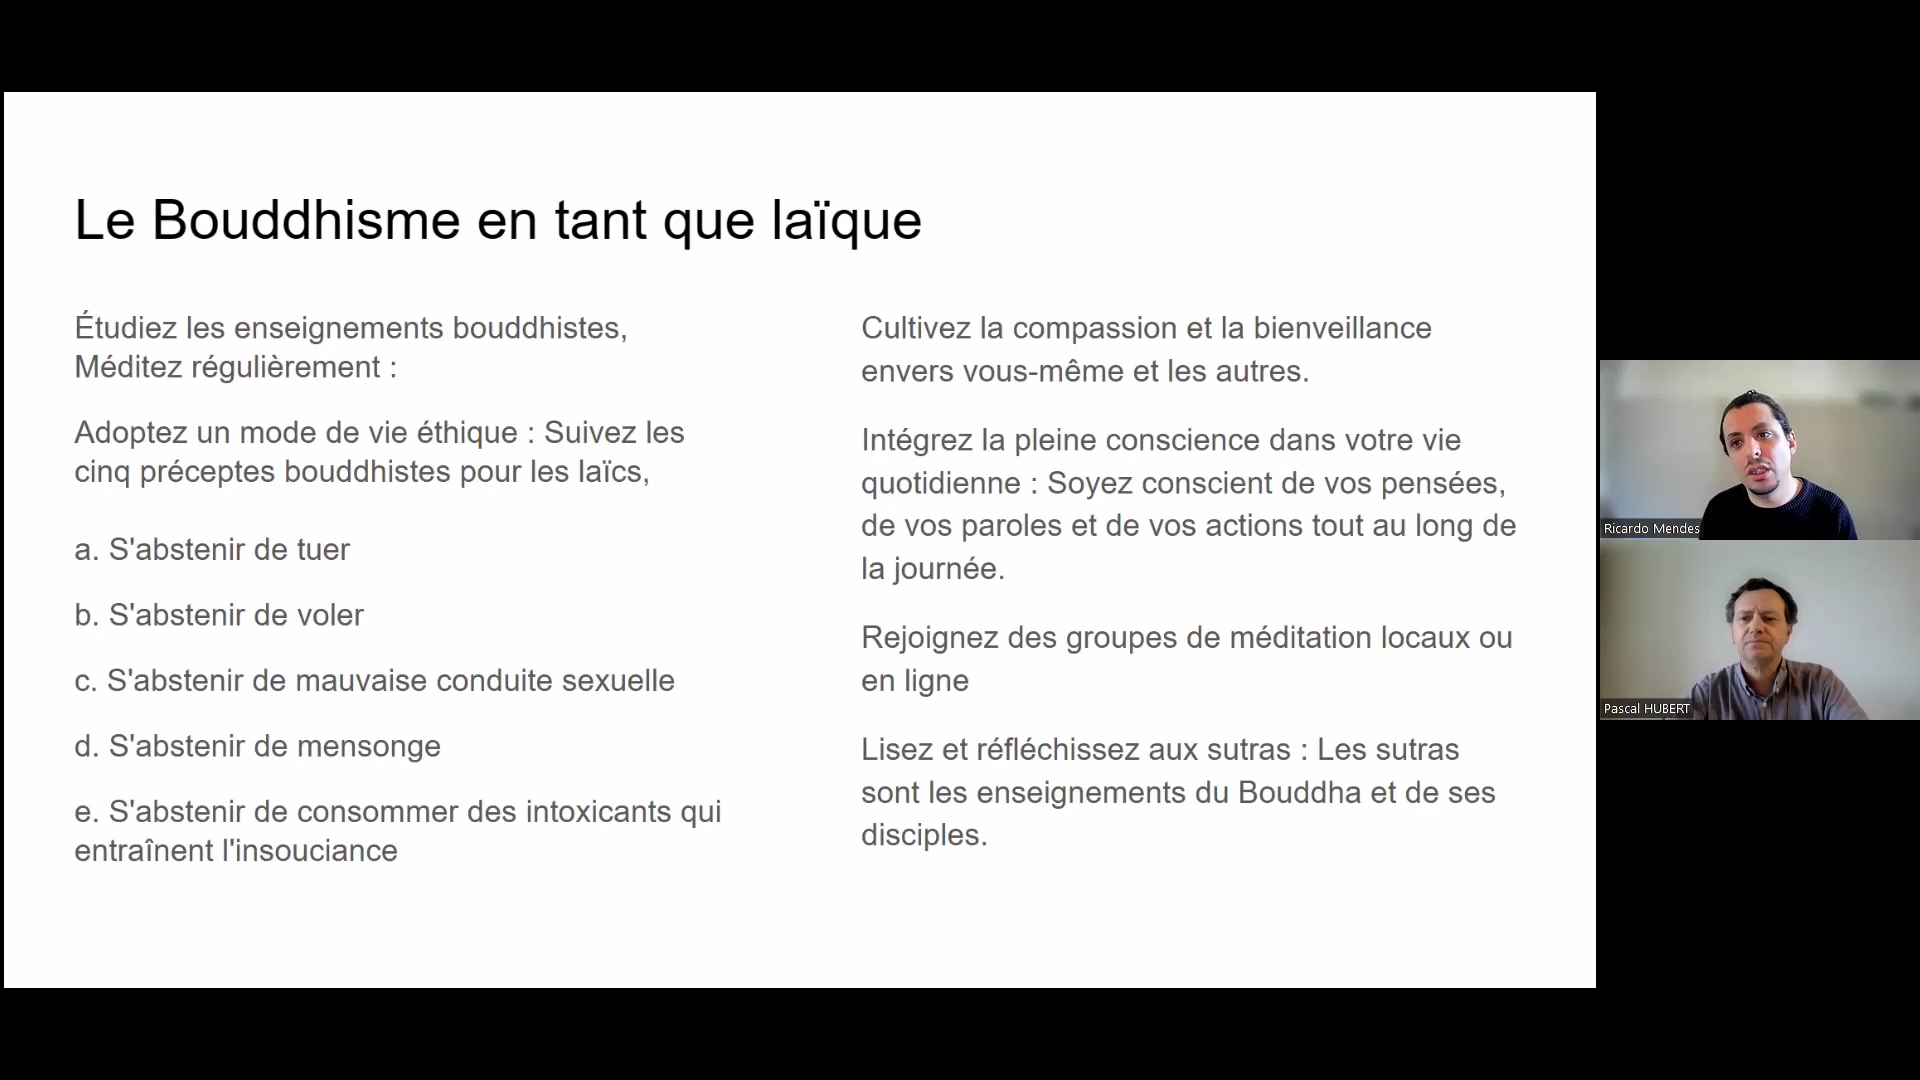 Le Bouddhisme en tant que laïque
Étudiez les enseignements bouddhistes,
Méditez régulièrement :
Adoptez un mode de vie éthique : Suivez les
cinq préceptes bouddhistes pour les laïcs,
a. S'abstenir de tuer
b. S'abstenir de voler
c. S'abstenir de mauvaise conduite sexuelle
d. S'abstenir de mensonge
e. S'abstenir de consommer des intoxicants qui
entraînent l'insouciance
Cultivez la compassion et la bienveillance
envers vous-même et les autres.
Intégrez la pleine conscience dans votre vie
quotidienne : Soyez conscient de vos pensées,
de vos paroles et de vos actions tout au long de
la journée.
Rejoignez des groupes de méditation locaux ou
en ligne
Lisez et réfléchissez aux sutras : Les sutras
sont les enseignements du Bouddha et de ses
disciples.
Ricardo Mendes
Pascal HUBERT